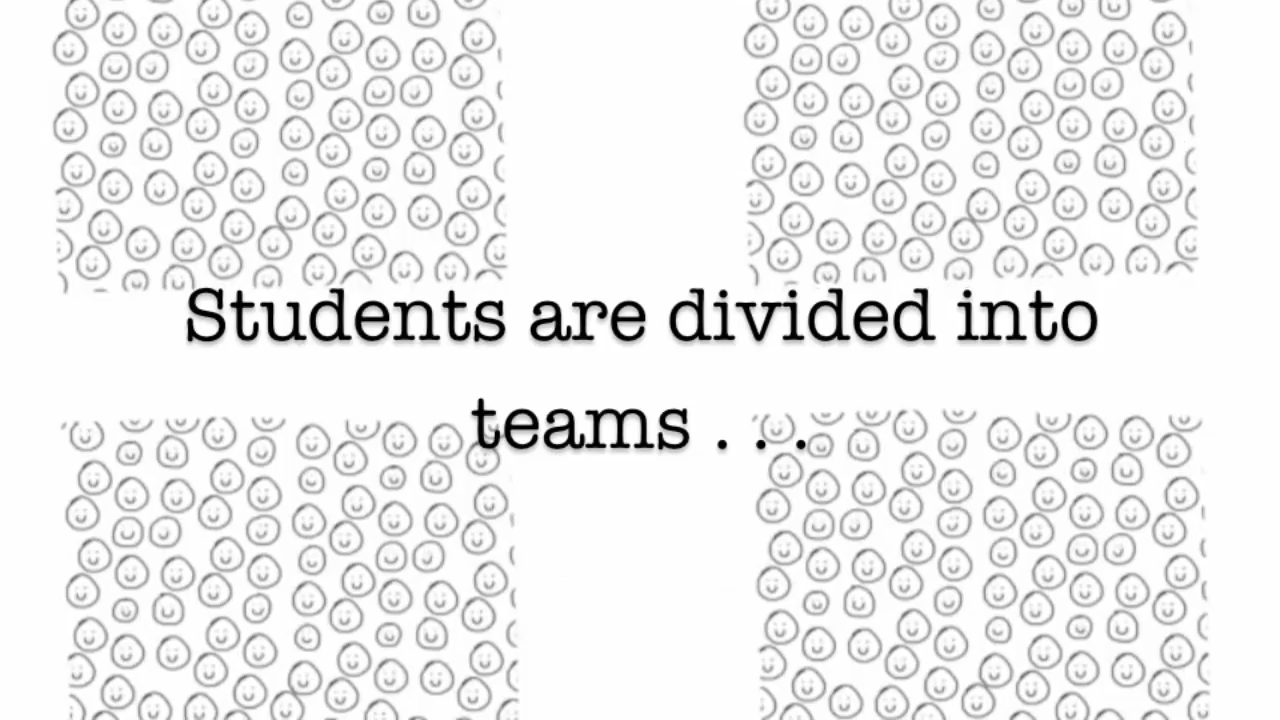 Students are divided into
teams . . .